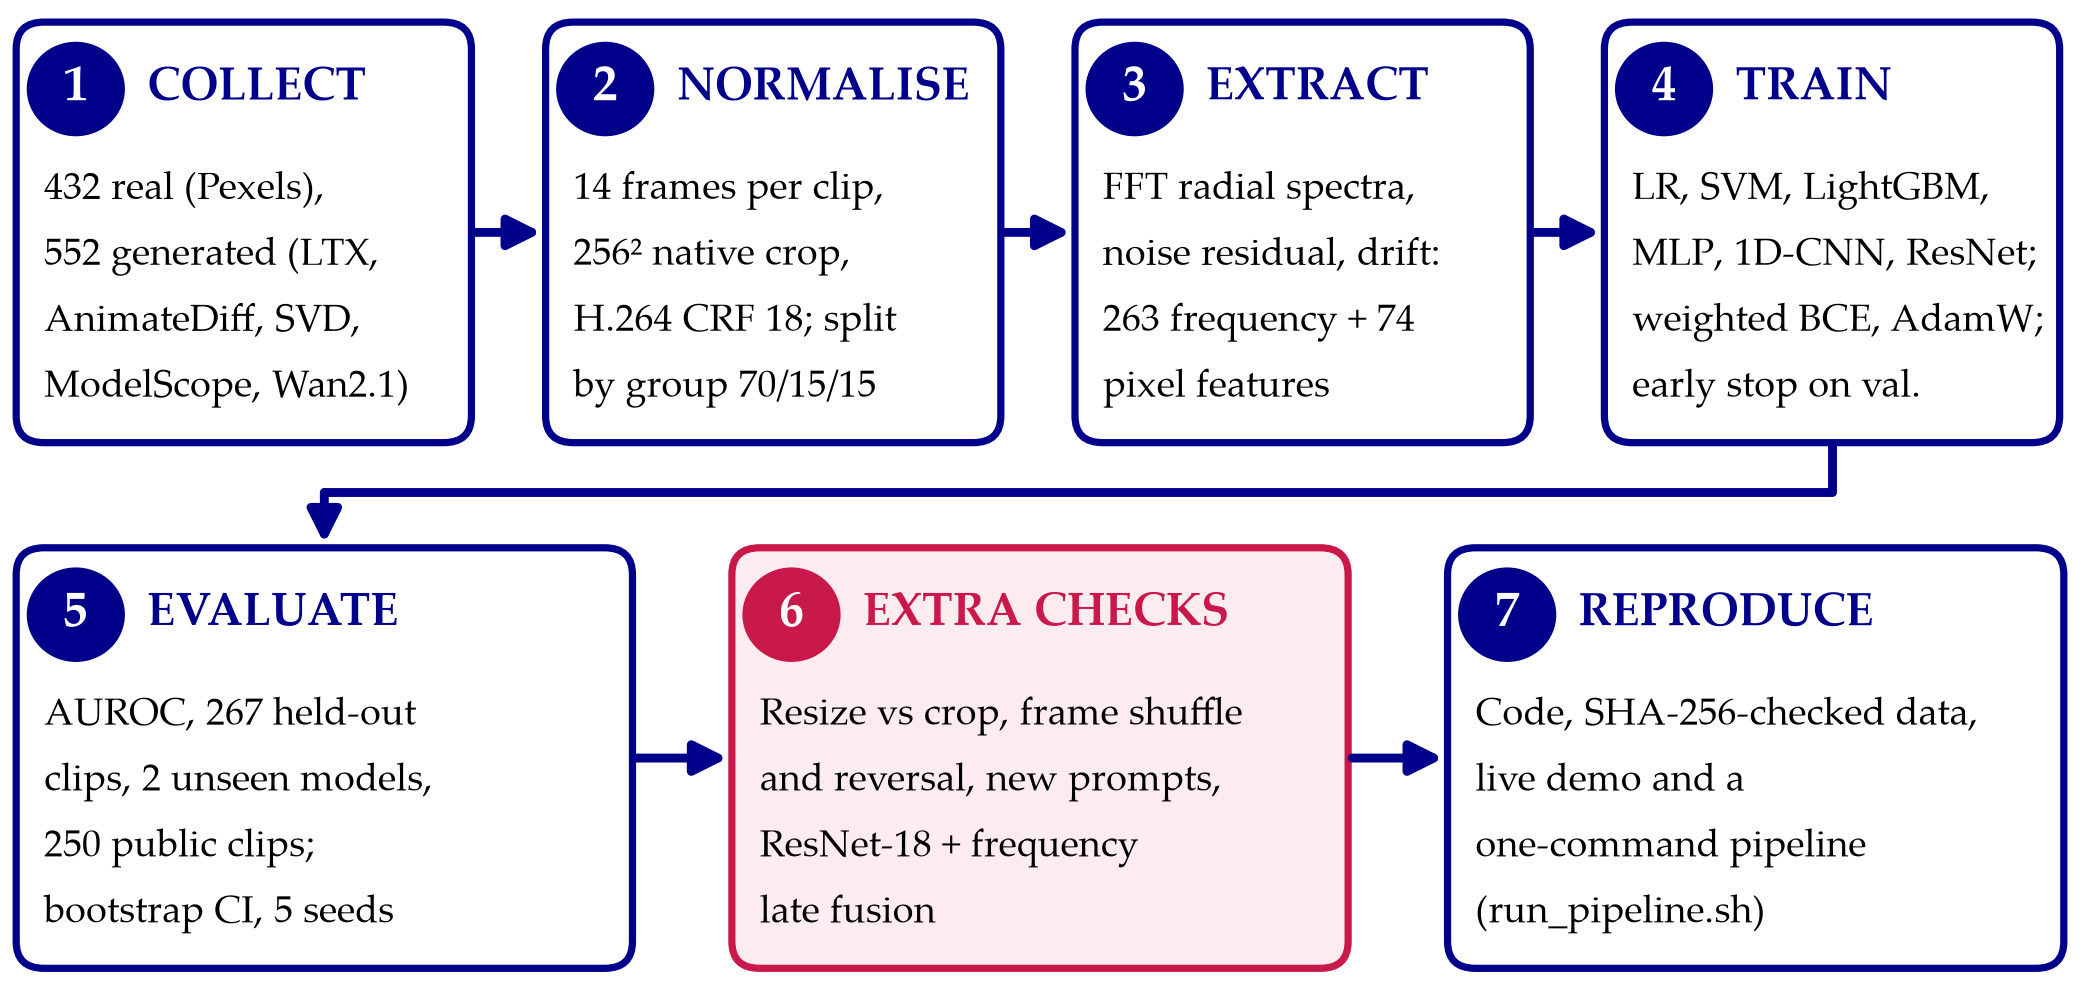 1 COLLECT
432 real (Pexels),
552 generated (LTX,
AnimateDiff, SVD,
ModelScope, Wan2.1)
2 NORMALISE
14 frames per clip,
256² native crop,
H.264 CRF 18; split
by group 70/15/15
3 EXTRACT
FFT radial spectra,
noise residual, drift:
263 frequency + 74
pixel features
4 TRAIN
LR, SVM, LightGBM,
MLP, 1D-CNN, ResNet;
weighted BCE, AdamW;
early stop on val.
5 EVALUATE
AUROC, 267 held-out
clips, 2 unseen models,
250 public clips;
bootstrap CI, 5 seeds
6 EXTRA CHECKS
Resize vs crop, frame shuffle
and reversal, new prompts,
ResNet-18 + frequency
late fusion
7 REPRODUCE
Code, SHA-256-checked data,
live demo and a
one-command pipeline
(run_pipeline.sh)